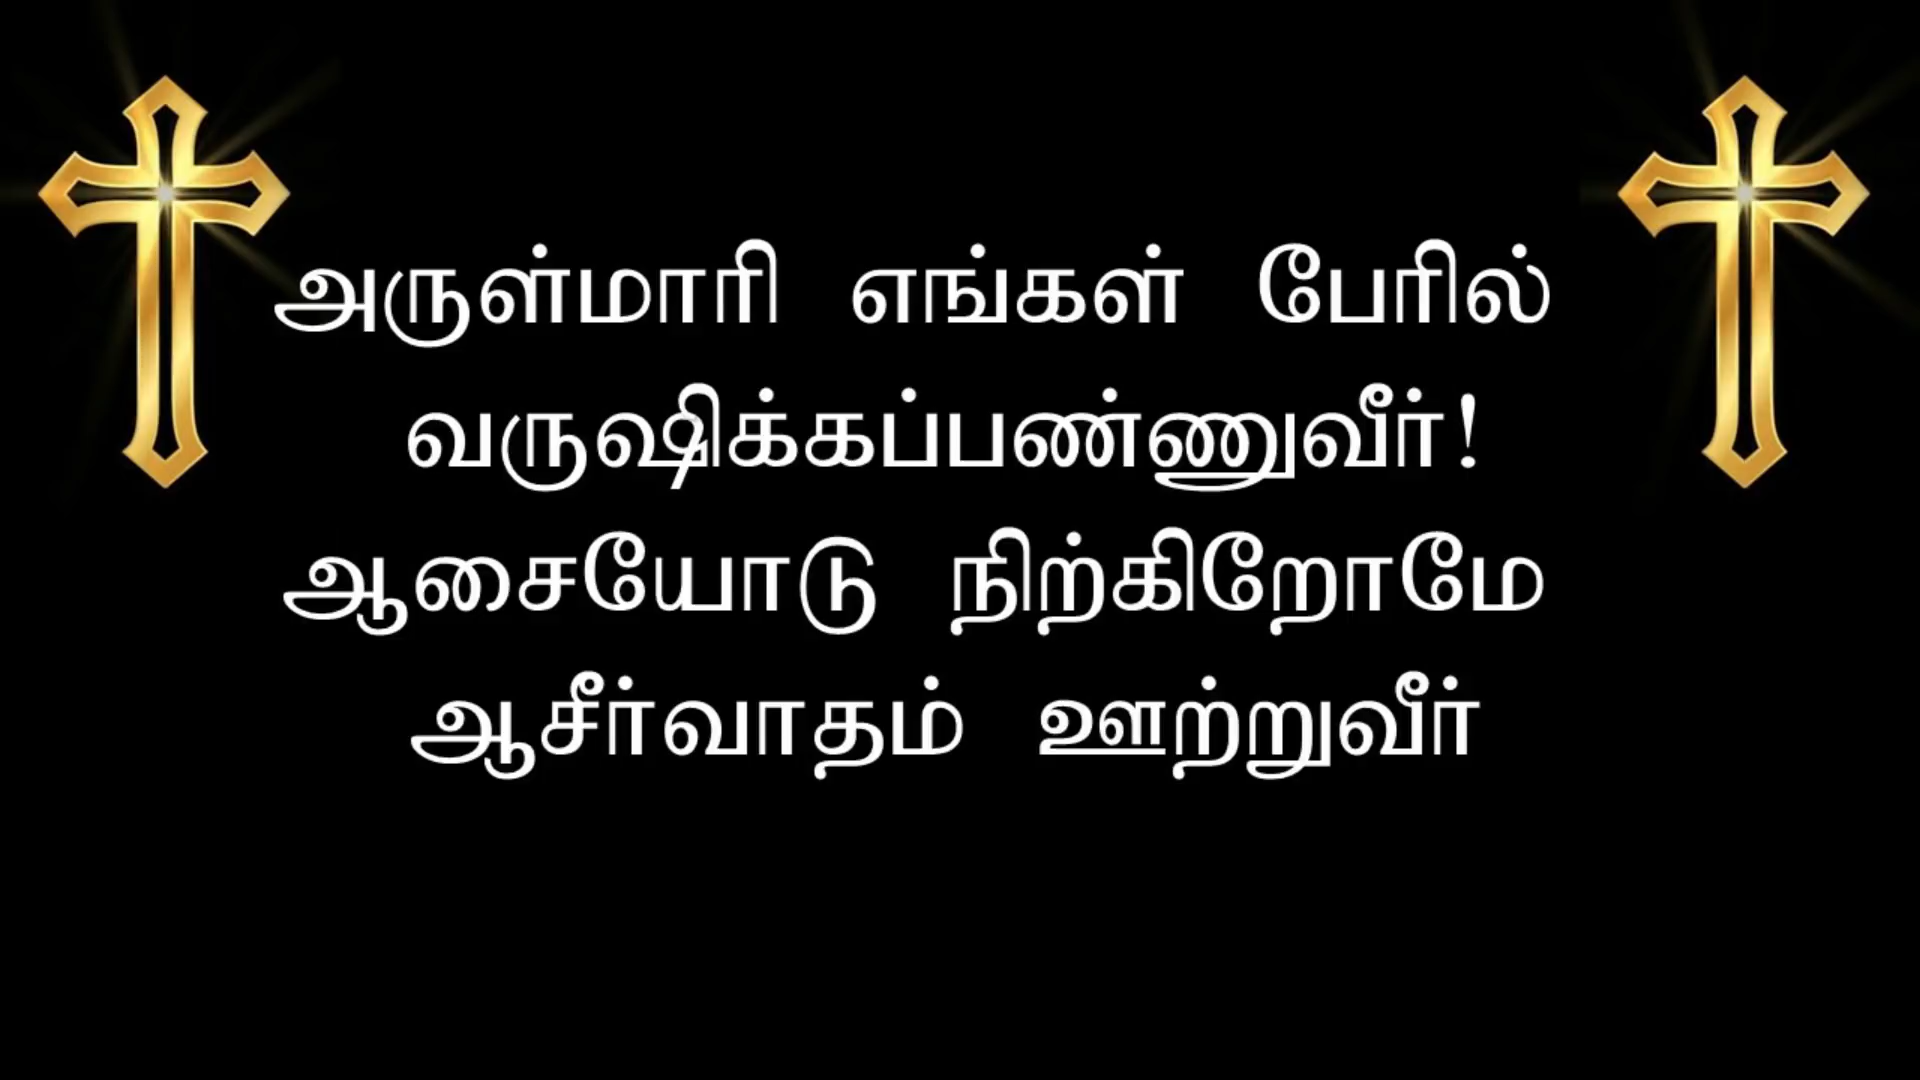 அருள்மாரி எங்கள் பேரில்
வருஷிக்கப்பண்ணுவீர்!
ஆசையோடு நிற்கிறோமே
ஆசீர்வாதம் ஊற்றுவீர்